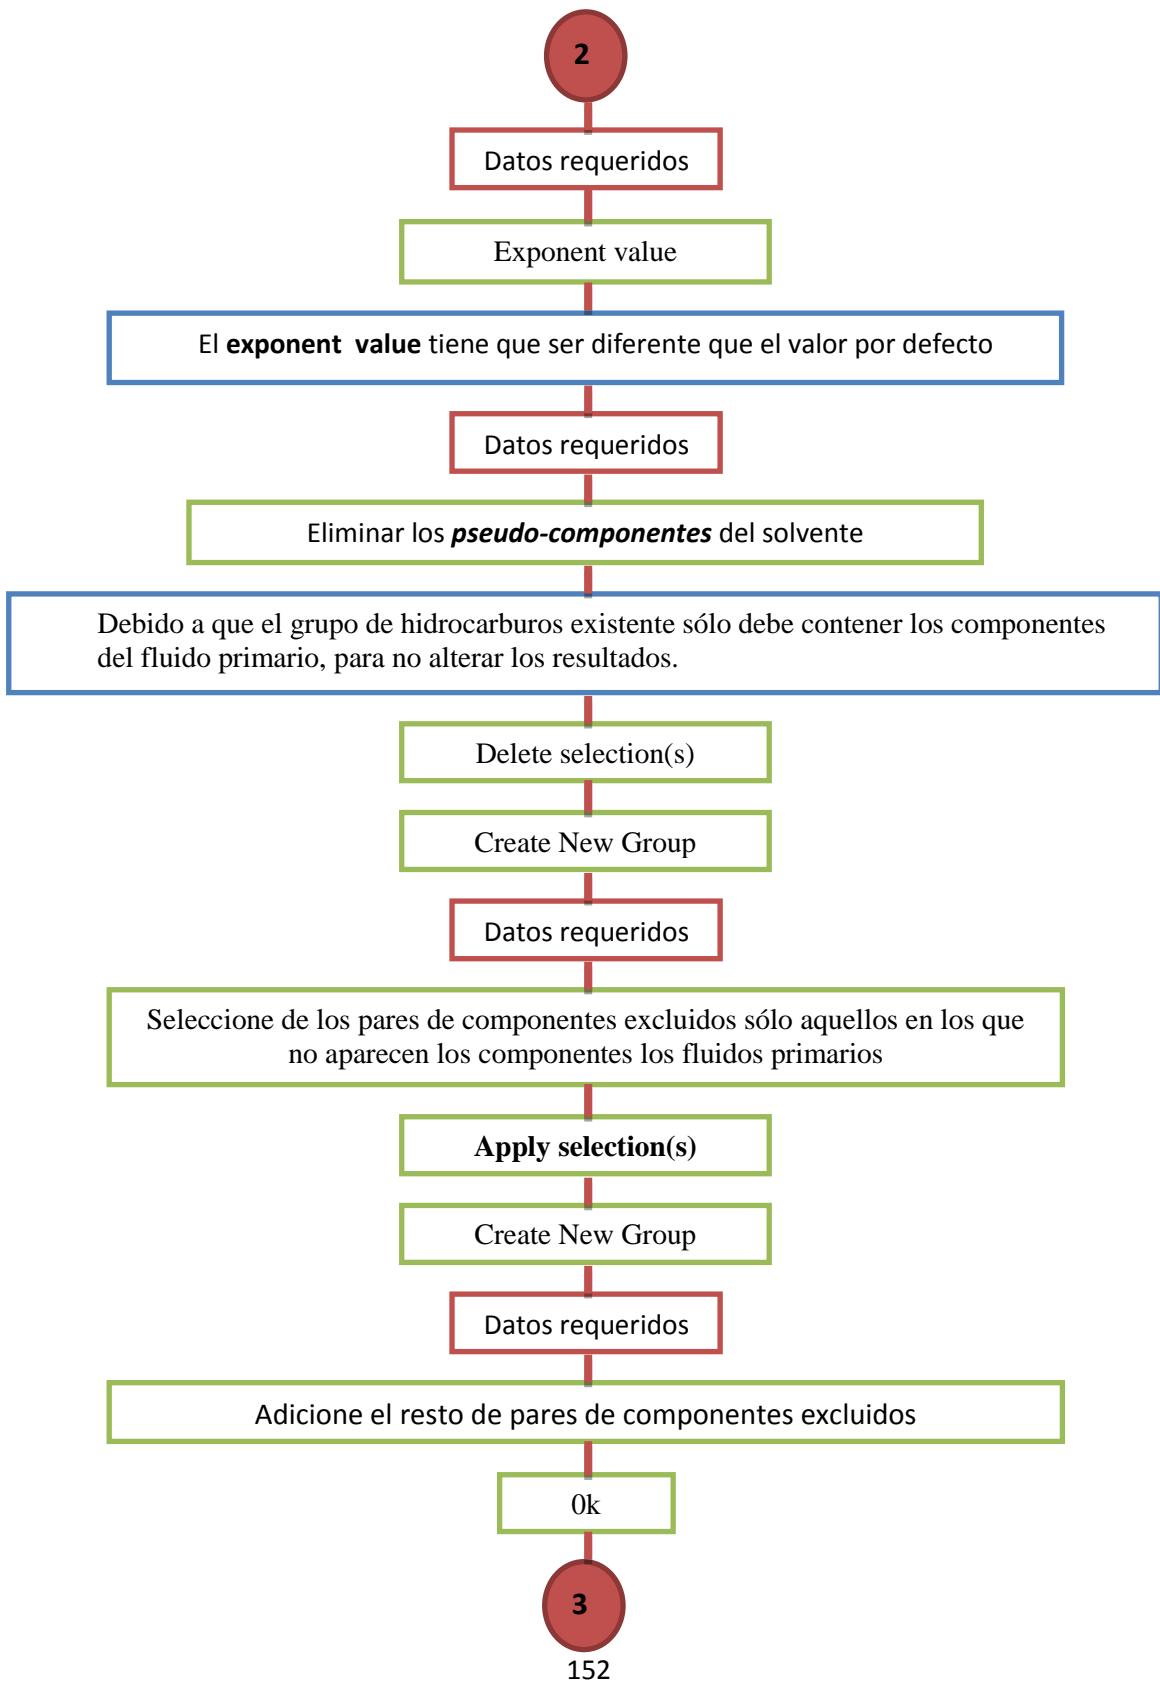 2
Datos requeridos
Exponent value
El exponent value tiene que ser diferente que el valor por defecto
Datos requeridos
Eliminar los pseudo-componentes del solvente
Debido a que el grupo de hidrocarburos existente sólo debe contener los componentes
del fluido primario, para no alterar los resultados.
Delete selection(s)
Create New Group
Datos requeridos
Seleccione de los pares de componentes excluidos sólo aquellos en los que
no aparecen los componentes los fluidos primarios
Apply selection(s)
Create New Group
Datos requeridos
Adicione el resto de pares de componentes excluidos
0k
3
152